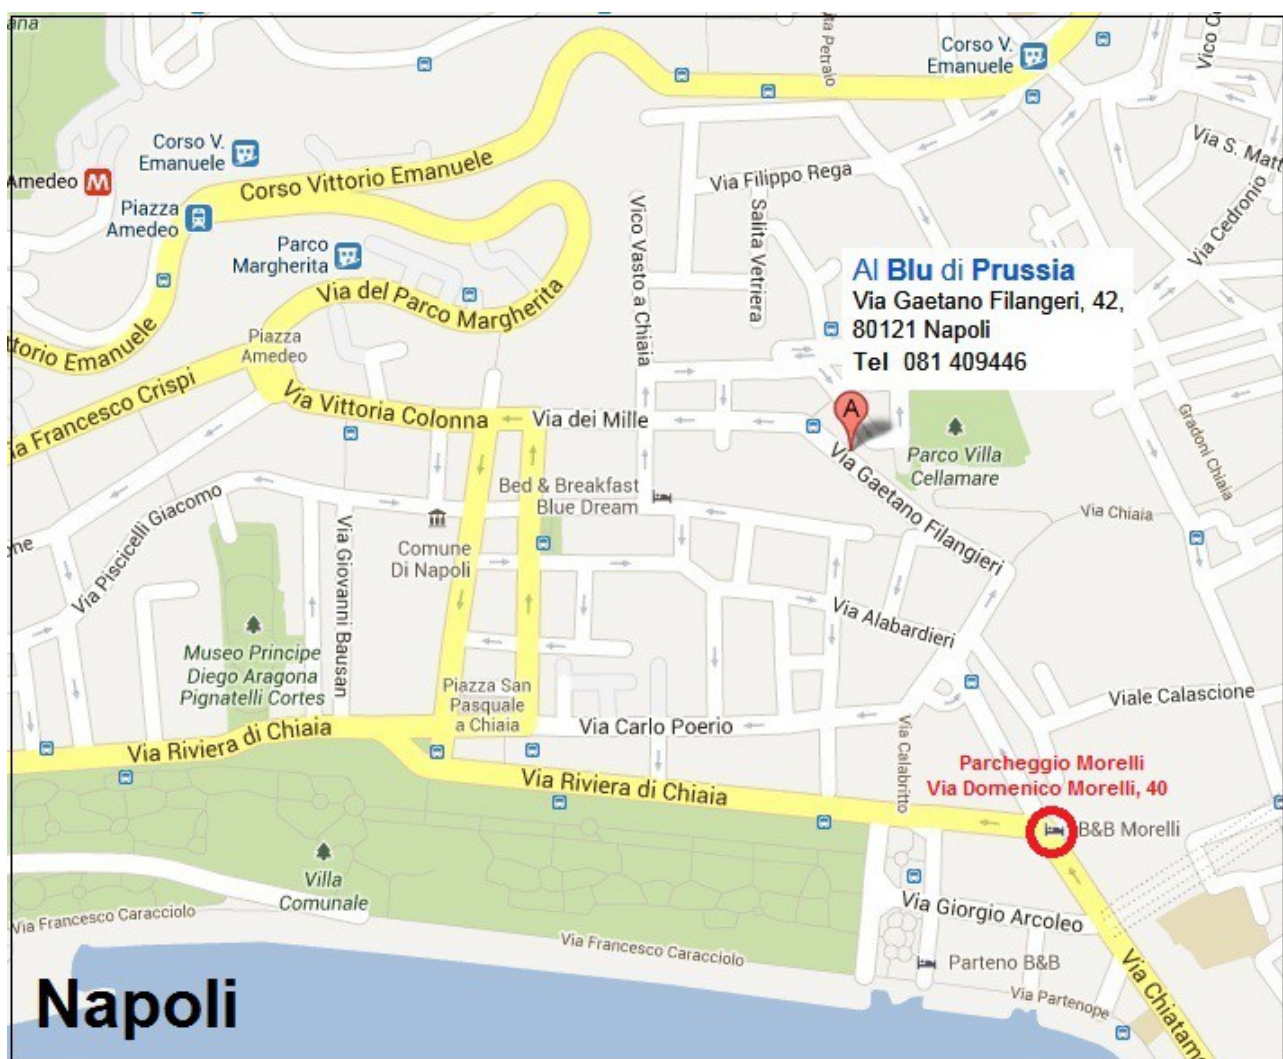 ana
ita Petraio
Corso V.
Emanuele
Vico C
Corso V.
Emanuele
Amedeo
M
Piazza
Amedeo
Corso Vittorio Emanuele
Via Filippo Rega
Via S. Matt
Via Cedronio
Parco
Margherita
Via del Parco Margherita
Vico Vasto a Chiaia
Salita Vetriera
Al Blu di Prussia
Via Gaetano Filangeri, 42,
80121 Napoli
Tel 081 409446
ttorio Emanuele
Piazza
Amedeo
ia Francesco Crispi
Via Vittoria Colonna
Via dei Mille
A
Parco Villa
Cellamare
Gradoni Chiaia
Via Gaetano Filangieri
Via Chiaia
Bed & Breakfast
Blue Dream
Via Piscicelli Giacomo
one
Via Giovanni Bausan
Comune
Di Napoli
Via Alabardieri
Museo Principe
Diego Aragona
Pignatelli Cortes
Piazza San
Pasquale
a Chiaia
Viale Calascione
Via Carlo Poerio
Via Calabritto
Via Riviera di Chiaia
Via Riviera di Chiaia
Parcheggio Morelli
Via Domenico Morelli, 40
B&B Morelli
Villa
Comunale
Via Giorgio Arcoleo
Via Francesco Caracciolo
Via Francesco Caracciolo
Parteno B&B
Via Partenope
Via Chiatamo
Napoli